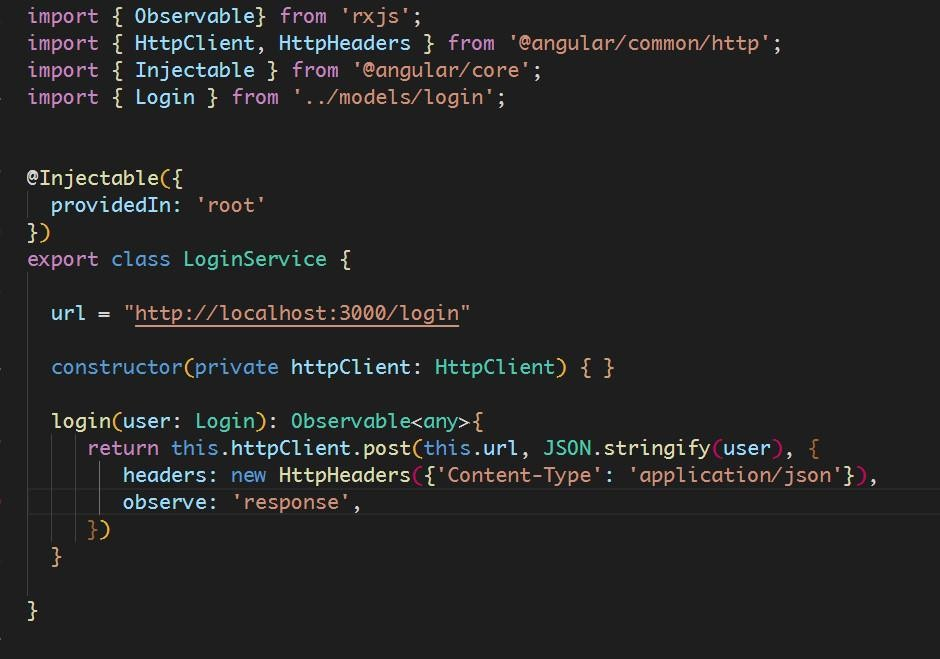 import { Observable} from 'rxjs';
import { HttpClient, HttpHeaders } from '@angular/common/http';
import { Injectable } from '@angular/core';
import { Login } from '../models/login';
@Injectable({
  providedIn: 'root'
})
export class LoginService {
  url = "http://localhost:3000/login"
  constructor(private httpClient: HttpClient) { }
  login(user: Login): Observable<any>{
     return this.httpClient.post(this.url, JSON.stringify(user), {
        headers: new HttpHeaders({'Content-Type': 'application/json'}),
        observe: 'response',
     })
  }
}